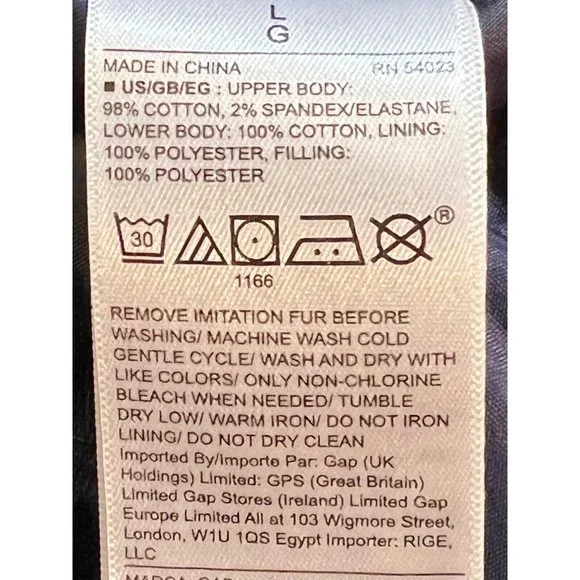 L
G
MADE IN CHINA RN 54023
■ US/GB/EG : UPPER BODY:
98% COTTON, 2% SPANDEX/ELASTANE,
LOWER BODY: 100% COTTON, LINING:
100% POLYESTER, FILLING:
100% POLYESTER
30
®
1166
REMOVE IMITATION FUR BEFORE
WASHING/ MACHINE WASH COLD
GENTLE CYCLE/ WASH AND DRY WITH
LIKE COLORS/ ONLY NON-CHLORINE
BLEACH WHEN NEEDED/ TUMBLE
DRY LOW/ WARM IRON/ DO NOT IRON
LINING/ DO NOT DRY CLEAN
Imported By/Importe Par: Gap (UK
Holdings) Limited: GPS (Great Britain)
Limited Gap Stores (Ireland) Limited Gap
Europe Limited All at 103 Wigmore Street,
London, W1U 1QS Egypt Importer: RIGE,
LLC